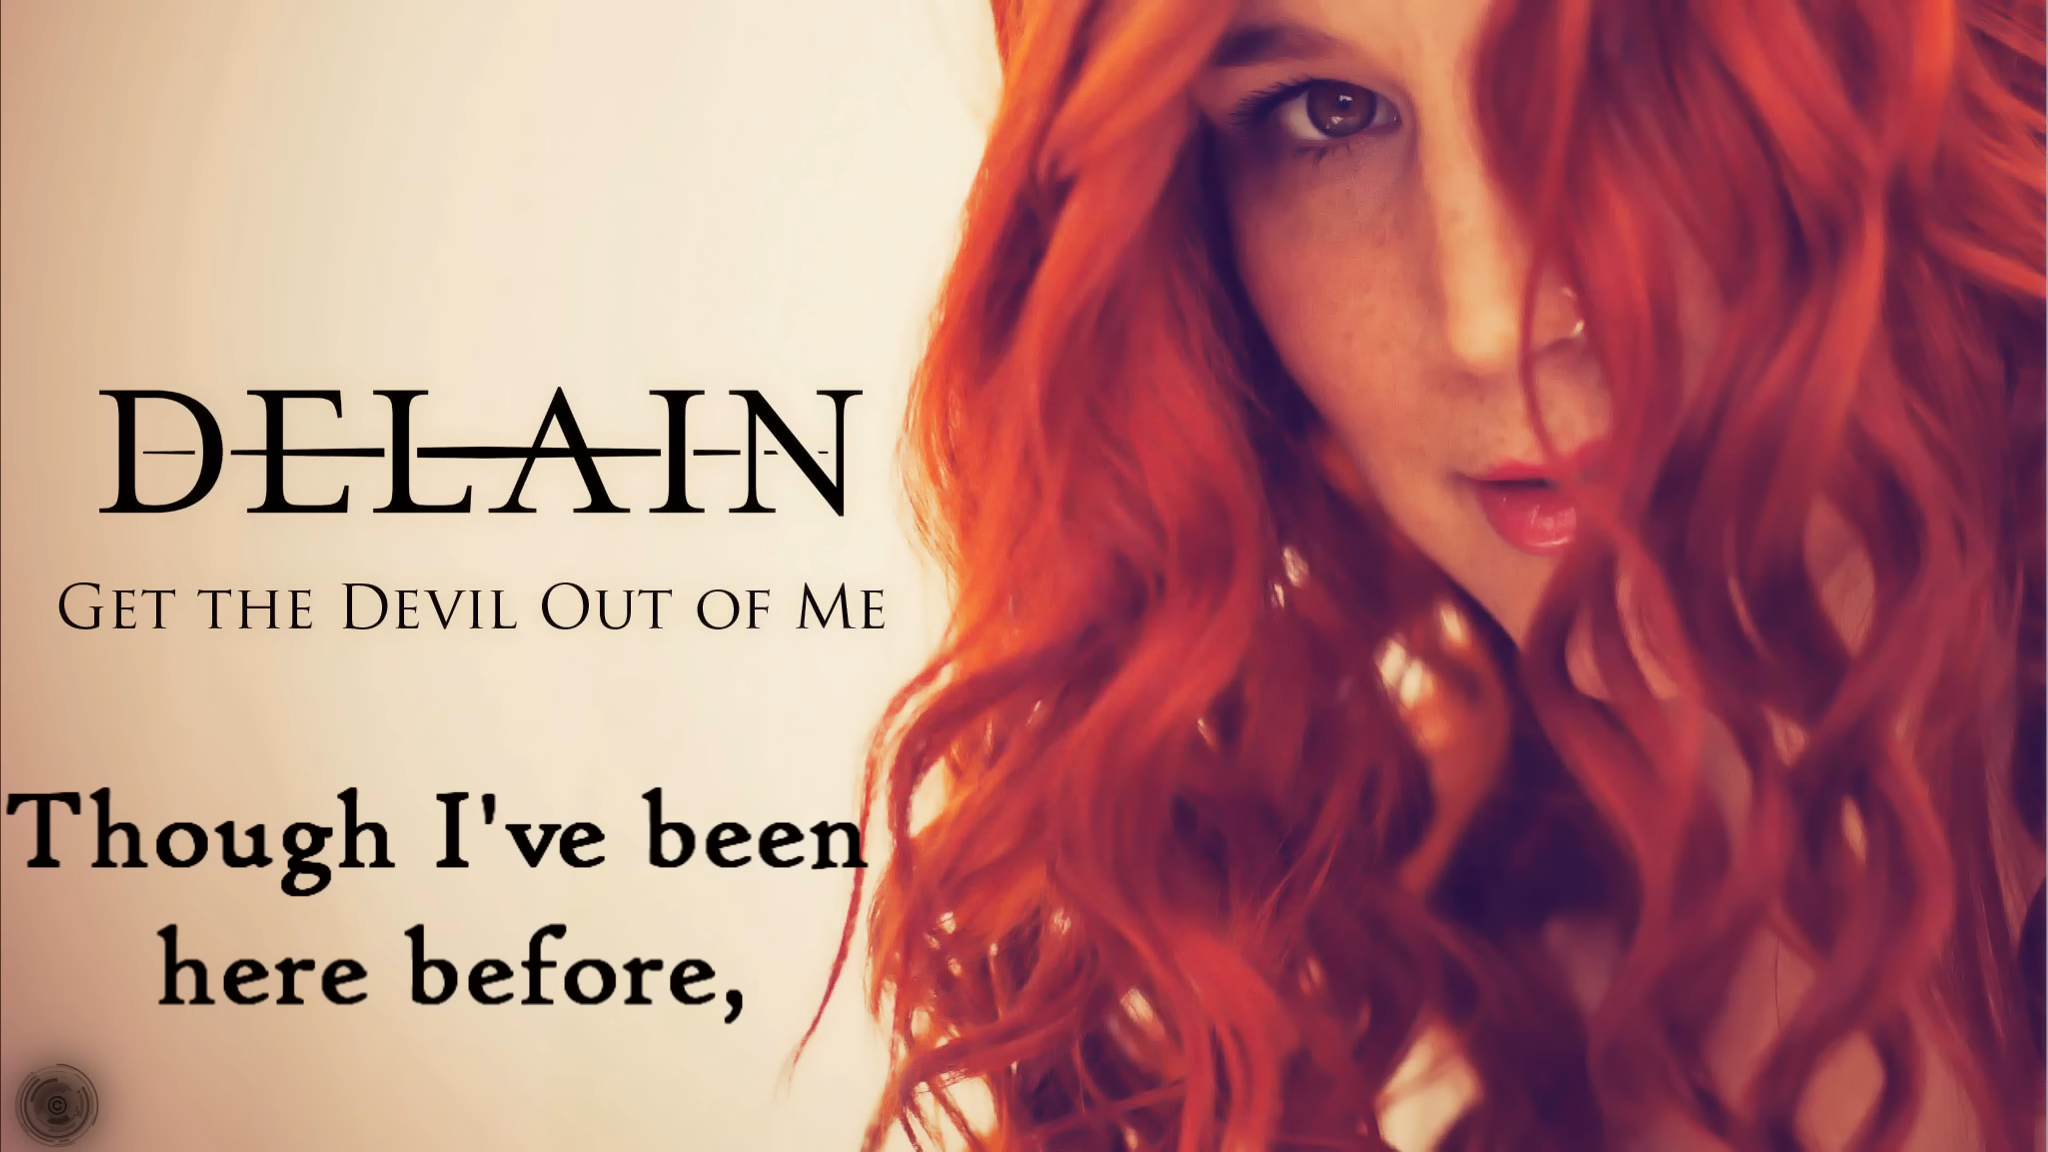 DELAIN
Get the Devil Out of Me
Though I've been
here before,
©